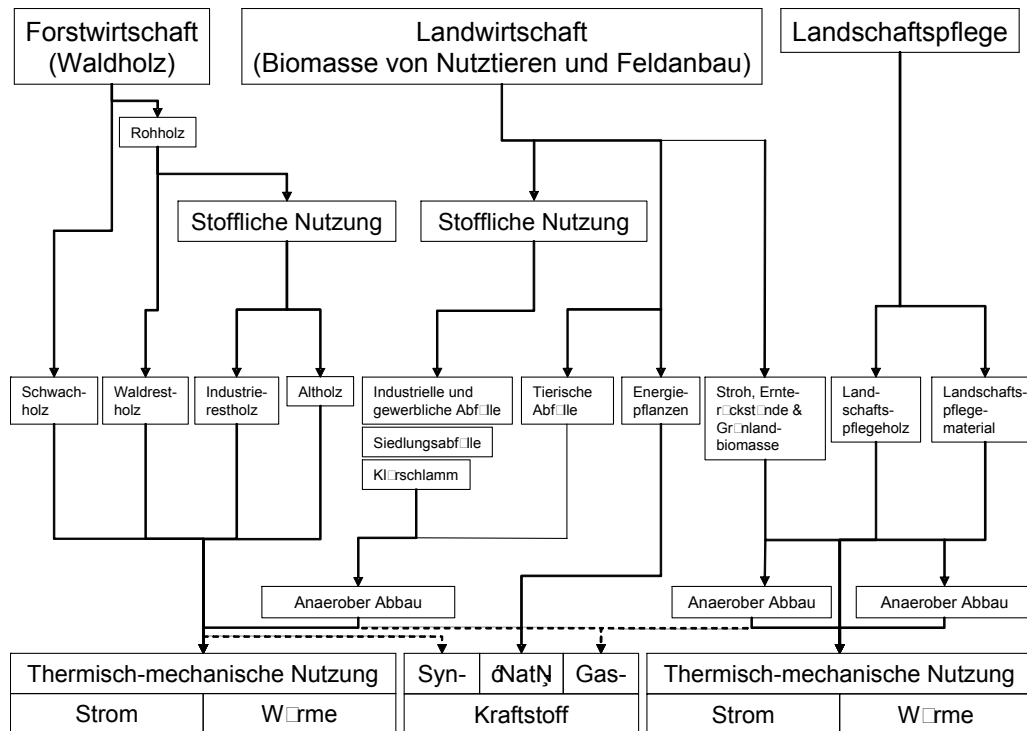 Forstwirtschaft
(Waldholz)
Landwirtschaft
(Biomasse von Nutztieren und Feldanbau)
Landschaftspflege
Rohholz
Stoffliche Nutzung
Stoffliche Nutzung
Schwach-
holz
Waldrest-
holz
Industrie-
restholz
Altholz
Industrielle und
gewerbliche Abf□lle
Siedlungsabf□lle
Kl□rschlamm
Tierische
Abf□lle
Energie-
pflanzen
Stroh, Ernte-
r□ckst□nde &
Gr□nland-
biomasse
Land-
schafts-
pflegeholz
Landschafts-
pflege-
material
Anaerober Abbau
Anaerober Abbau
Anaerober Abbau
Thermisch-mechanische Nutzung
Strom
W□rme
Syn-
Gas-
Kraftstoff
Thermisch-mechanische Nutzung
Strom
W□rme